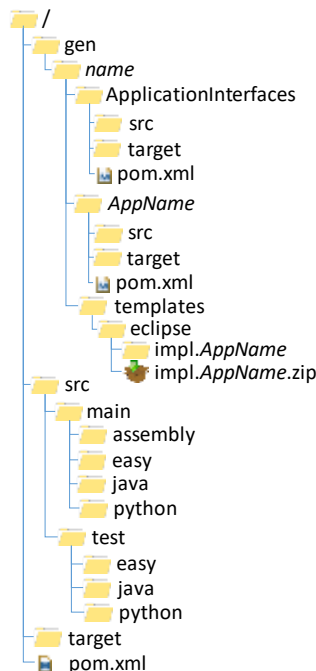 /
gen
name
ApplicationInterfaces
src
target
pom.xml
AppName
src
target
pom.xml
templates
eclipse
impl.AppName
impl.AppName.zip
src
main
assembly
easy
java
python
test
easy
java
python
target
pom.xml